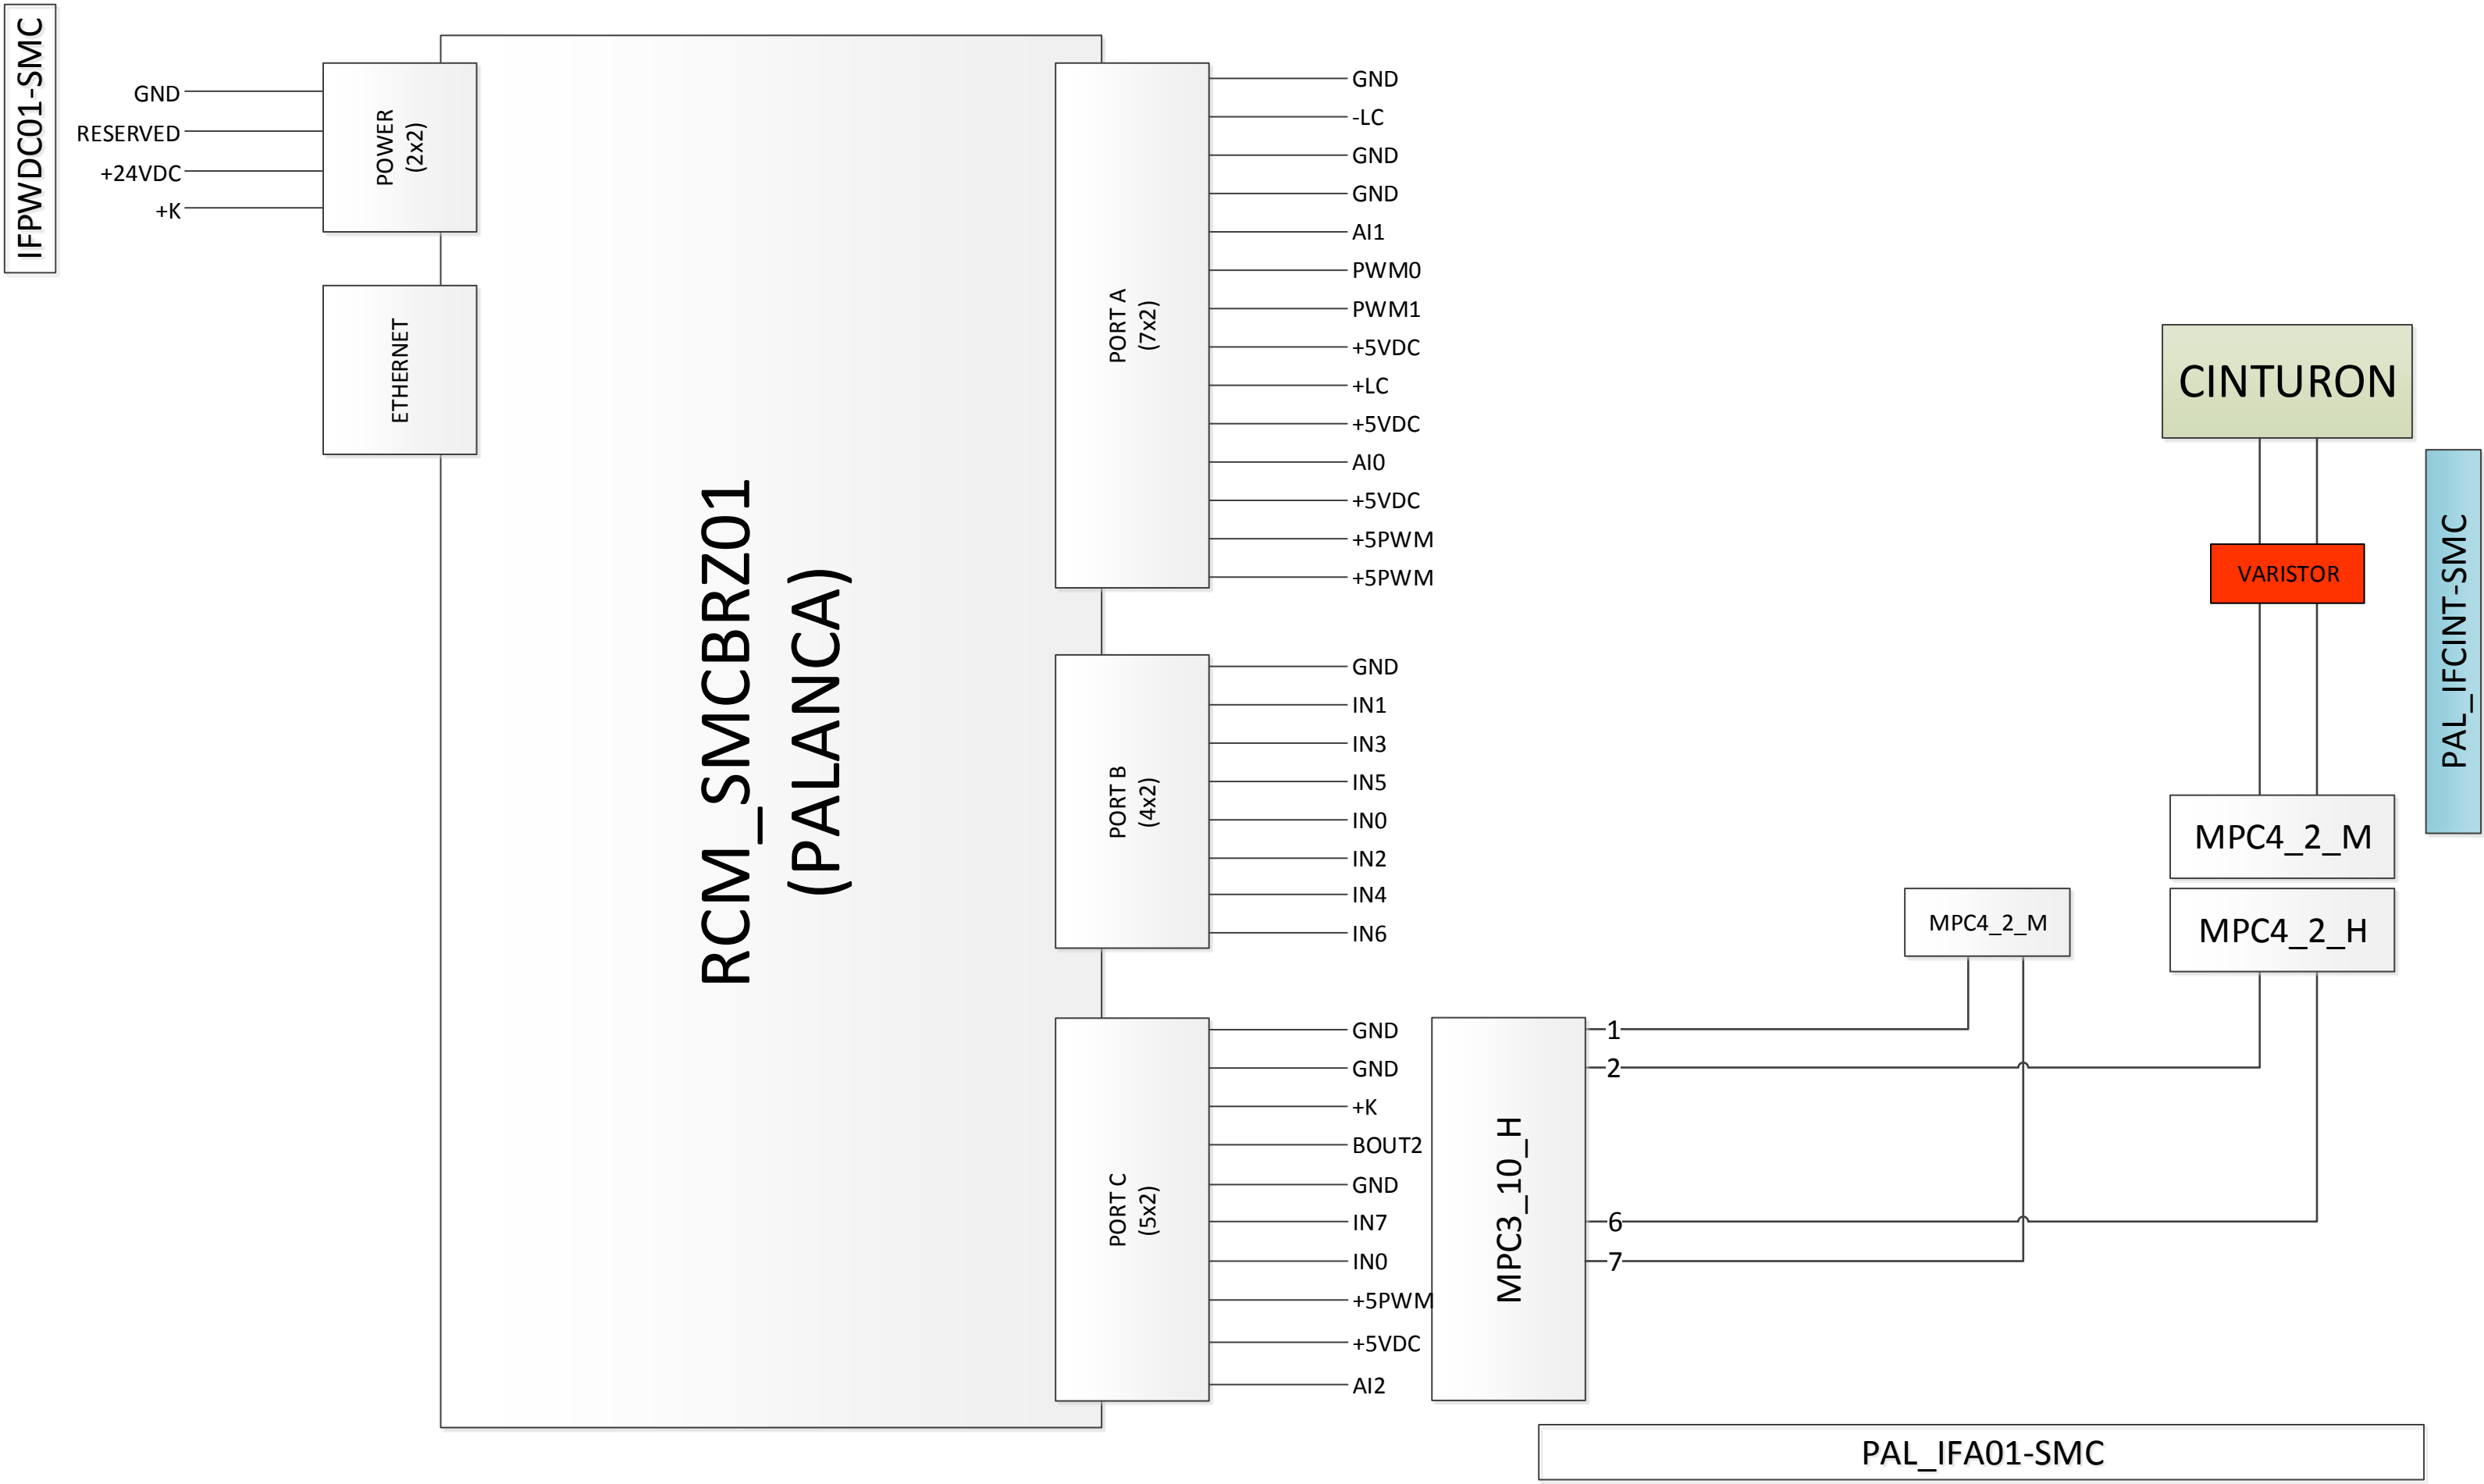 IFPWDC01-SMC
GND
RESERVED
+24VDC
+K
POWER
(2x2)
ETHERNET
RCM_SMCBRZ01
(PALANCA)
PORT A
(7x2)
GND
-LC
GND
GND
AI1
PWM0
PWM1
+5VDC
+LC
+5VDC
AI0
+5VDC
+5PWM
+5PWM
PORT B
(4x2)
GND
IN1
IN3
IN5
IN0
IN2
IN4
IN6
PORT C
(5x2)
GND
GND
+K
BOUT2
GND
IN7
IN0
+5PWM
+5VDC
AI2
MPC3_10_H
1
2
6
7
MPC4_2_M
CINTURON
VARISTOR
MPC4_2_M
MPC4_2_H
PAL_IFCINT-SMC
PAL_IFA01-SMC